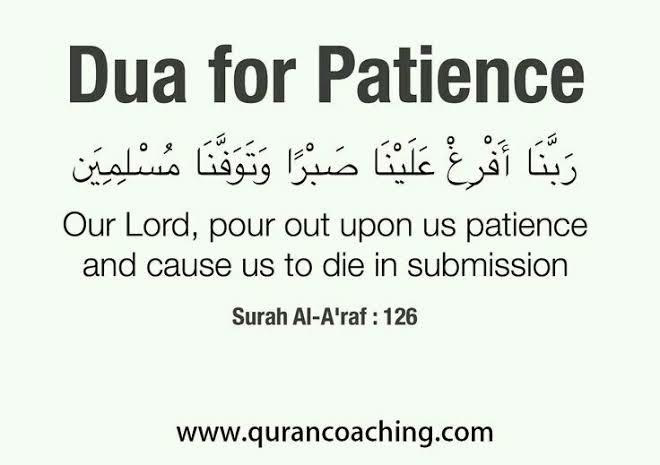 Dua for Patience
رَبَّنَا أَفْرِغْ عَلَيْنَا صَبْرًا وَتَوَفَّنَا مُسْلِمِيَن
Our Lord, pour out upon us patience
and cause us to die in submission
Surah Al-A'raf : 126
www.qurancoaching.com